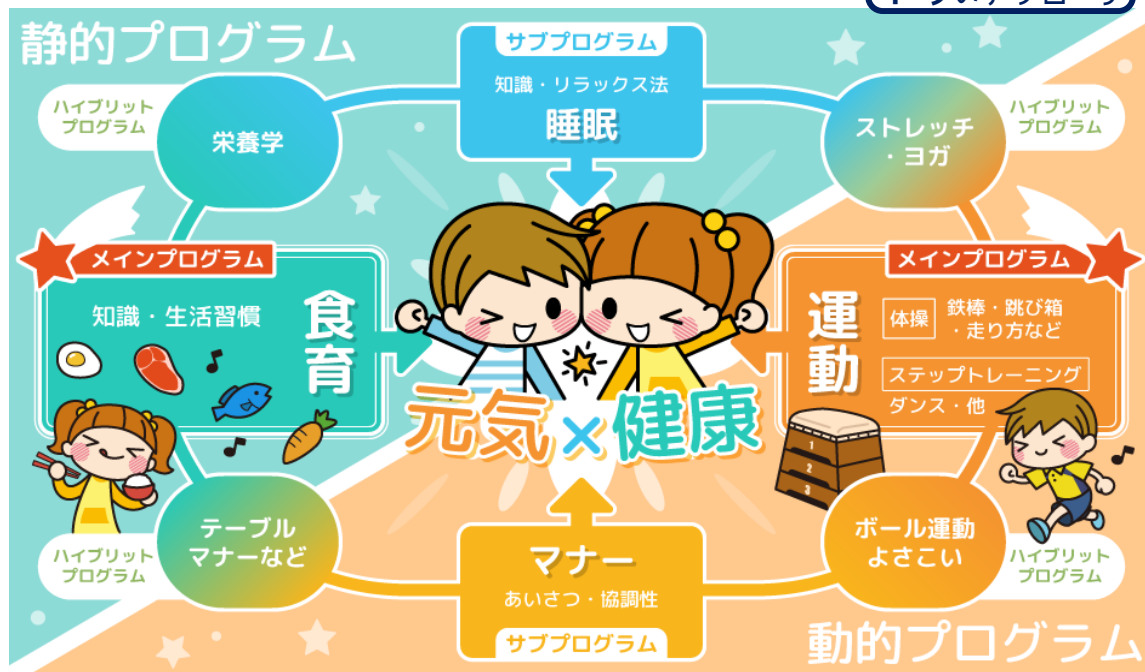 静的プログラム
サブプログラム
知識・リラックス法
睡眠
ハイブリット
プログラム
栄養学
ストレッチ
・ヨガ
ハイブリット
プログラム
メインプログラム
知識・生活習慣
食育
メインプログラム
運動
体操
鉄棒・跳び箱
・走り方など
ステップトレーニング
ダンス・他
元気×健康
1
2
3
テーブル
マナーなど
ハイブリット
プログラム
マナー
あいさつ・協調性
サブプログラム
ボール運動
よさこい
ハイブリット
プログラム
動的プログラム